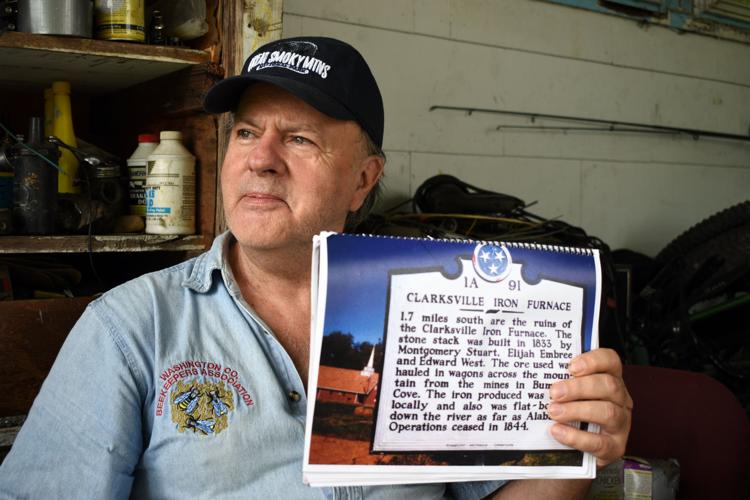 GREAT SMOKY MTNS
WASHINGTON CO.
BEEKEEPERS ASSOCIATION
1A 91
CLARKSVILLE IRON FURNACE
1.7 miles south are the ruins of
the Clarksville Iron Furnace. The
stone stack was built in 1833 by
Montgomery Stuart, Elijah Embree
and Edward West. The ore used wa
hauled in wagons across the moun-
tain from the mines in Bum
Cove. The iron produced was
locally and also was flat-bo
down the river as far as Alab
Operations ceased in 1844.